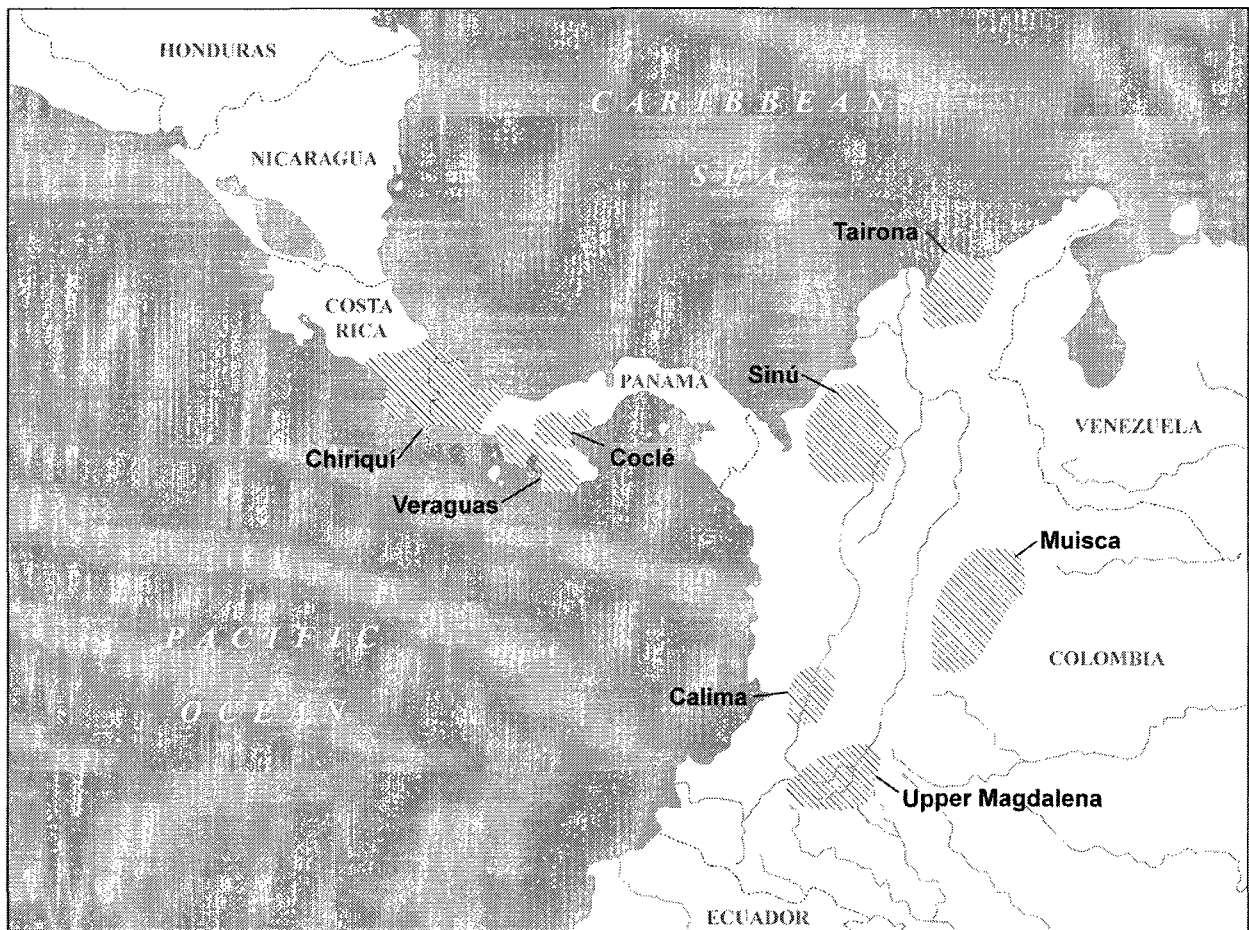 HONDURAS
CARIBBEAN
NICARAGUA
SEA
Tairona
COSTA
RICA
PANAMA
Sinú
VENEZUELA
Chiriquí
Coclé
Veraguas
Muisca
PACIFIC
COLOMBIA
Calima
OCEAN
Upper Magdalena
ECUADOR